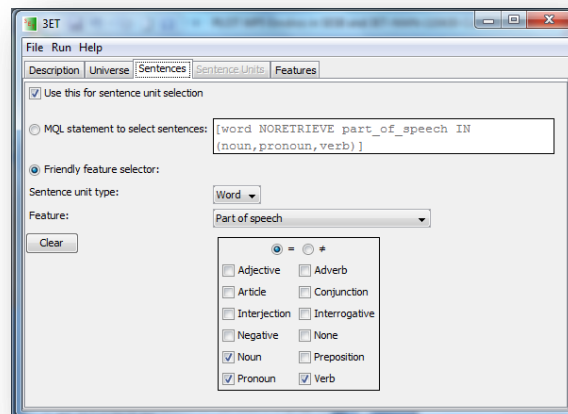 3ET
File Run Help
Description Universe Sentences Sentence Units Features
Use this for sentence unit selection
MQL statement to select sentences: [word NORETRIEVE part_of_speech IN
(noun,pronoun,verb)]
Friendly feature selector:
Sentence unit type: Word
Feature: Part of speech
Clear
= ≠
Adjective Adverb
Article Conjunction
Interjection Interrogative
Negative None
Noun Preposition
Pronoun Verb